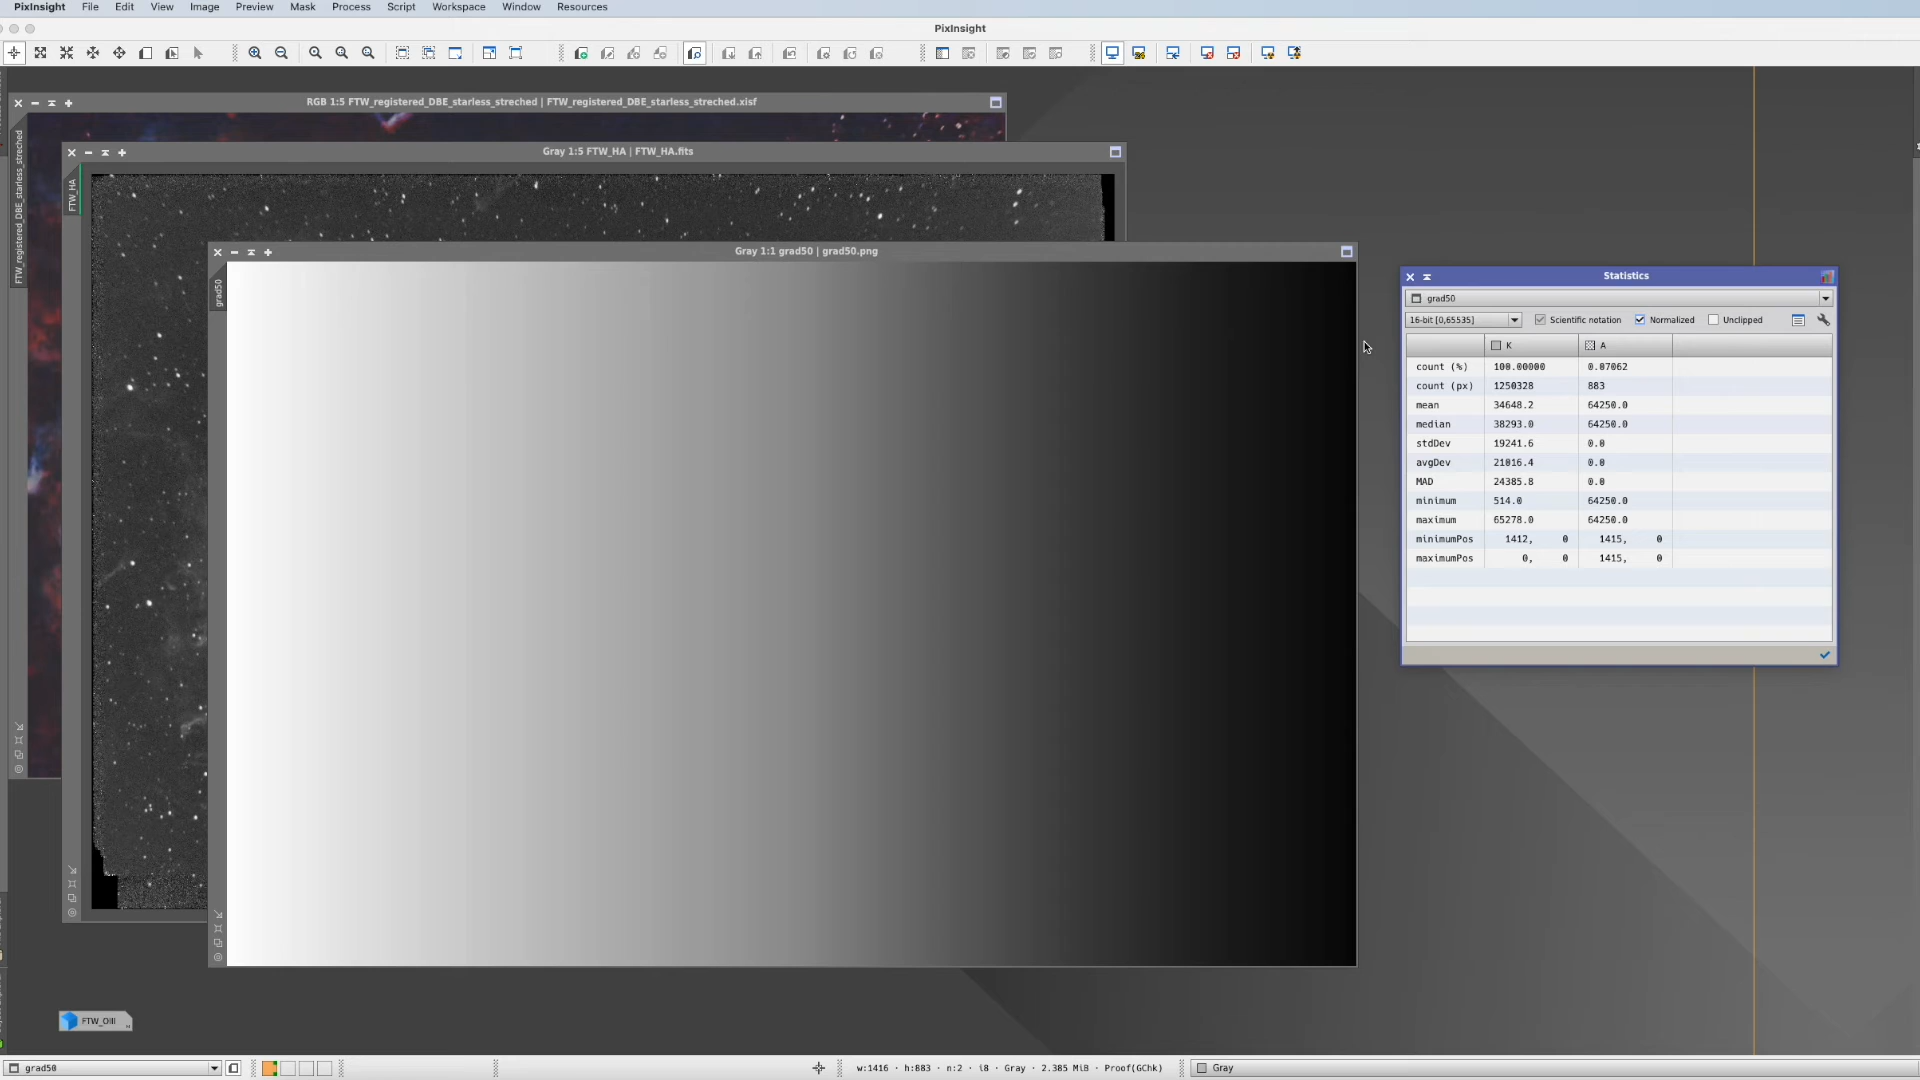 PixInsight File Edit View Image Preview Mask Process Script Workspace Window Resources
PixInsight
RGB 1:5 FTW_registered_DBE_starless_streched | FTW_registered_DBE_starless_streched.xisf
FTW_registered_DBE_starless_streched
Gray 1:5 FTW_HA | FTW_HA.fits
FTW_HA
Gray 1:1 grad50 | grad50.png
grad50
Statistics
grad50
16-bit [0,65535] Scientific notation Normalized Unclipped
K A
count (%) 100.00000 0.07062
count (px) 1250328 883
mean 34648.2 64250.0
median 38293.0 64250.0
stdDev 19241.6 0.0
avgDev 21016.4 0.0
MAD 24385.8 0.0
minimum 514.0 64250.0
maximum 65278.0 64250.0
minimumPos 1412, 0 1415, 0
maximumPos 0, 0 1415, 0
FTW_OIII
grad50 w:1416 · h:883 · n:2 · i8 · Gray · 2.385 MiB · Proof(GChk) Gray